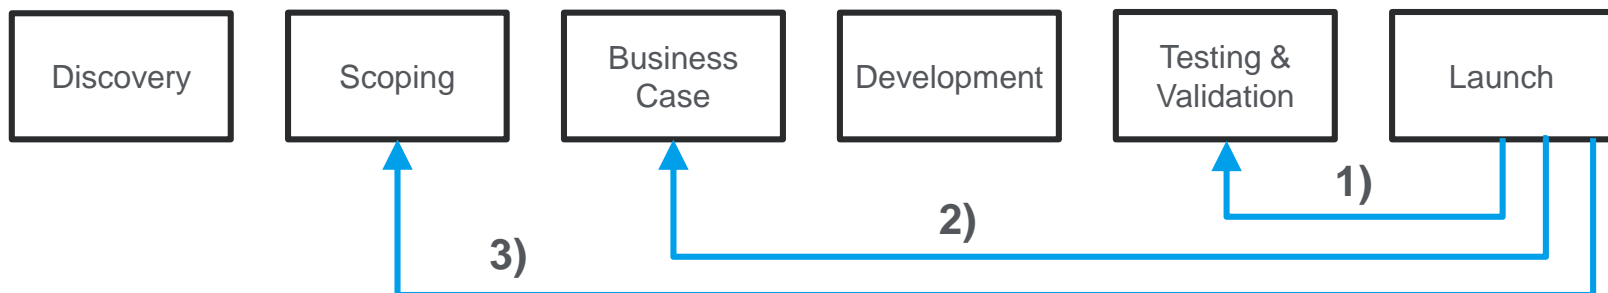 Discovery
Scoping
Business
Case
Development
Testing &
Validation
Launch
1)
2)
3)